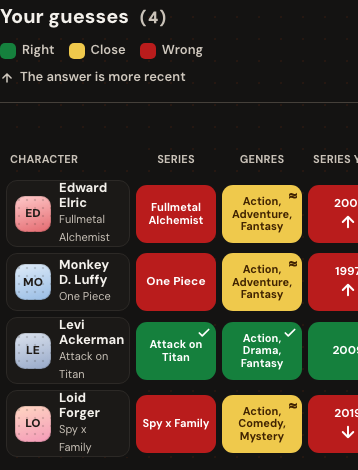 Your guesses (4)
Right Close Wrong
↑ The answer is more recent
CHARACTER SERIES GENRES SERIES Y
ED
Edward
Elric
Fullmetal
Alchemist
Fullmetal
Alchemist
Action,
Adventure,
Fantasy
≈
200
↑
MO
Monkey
D. Luffy
One Piece
One Piece
Action,
Adventure,
Fantasy
≈
1997
↑
LE
Levi
Ackerman
Attack on
Titan
Attack on
Titan
✓
Action,
Drama,
Fantasy
✓
2009
LO
Loid
Forger
Spy x
Family
Spy x Family
Action,
Comedy,
Mystery
≈
2019
↓